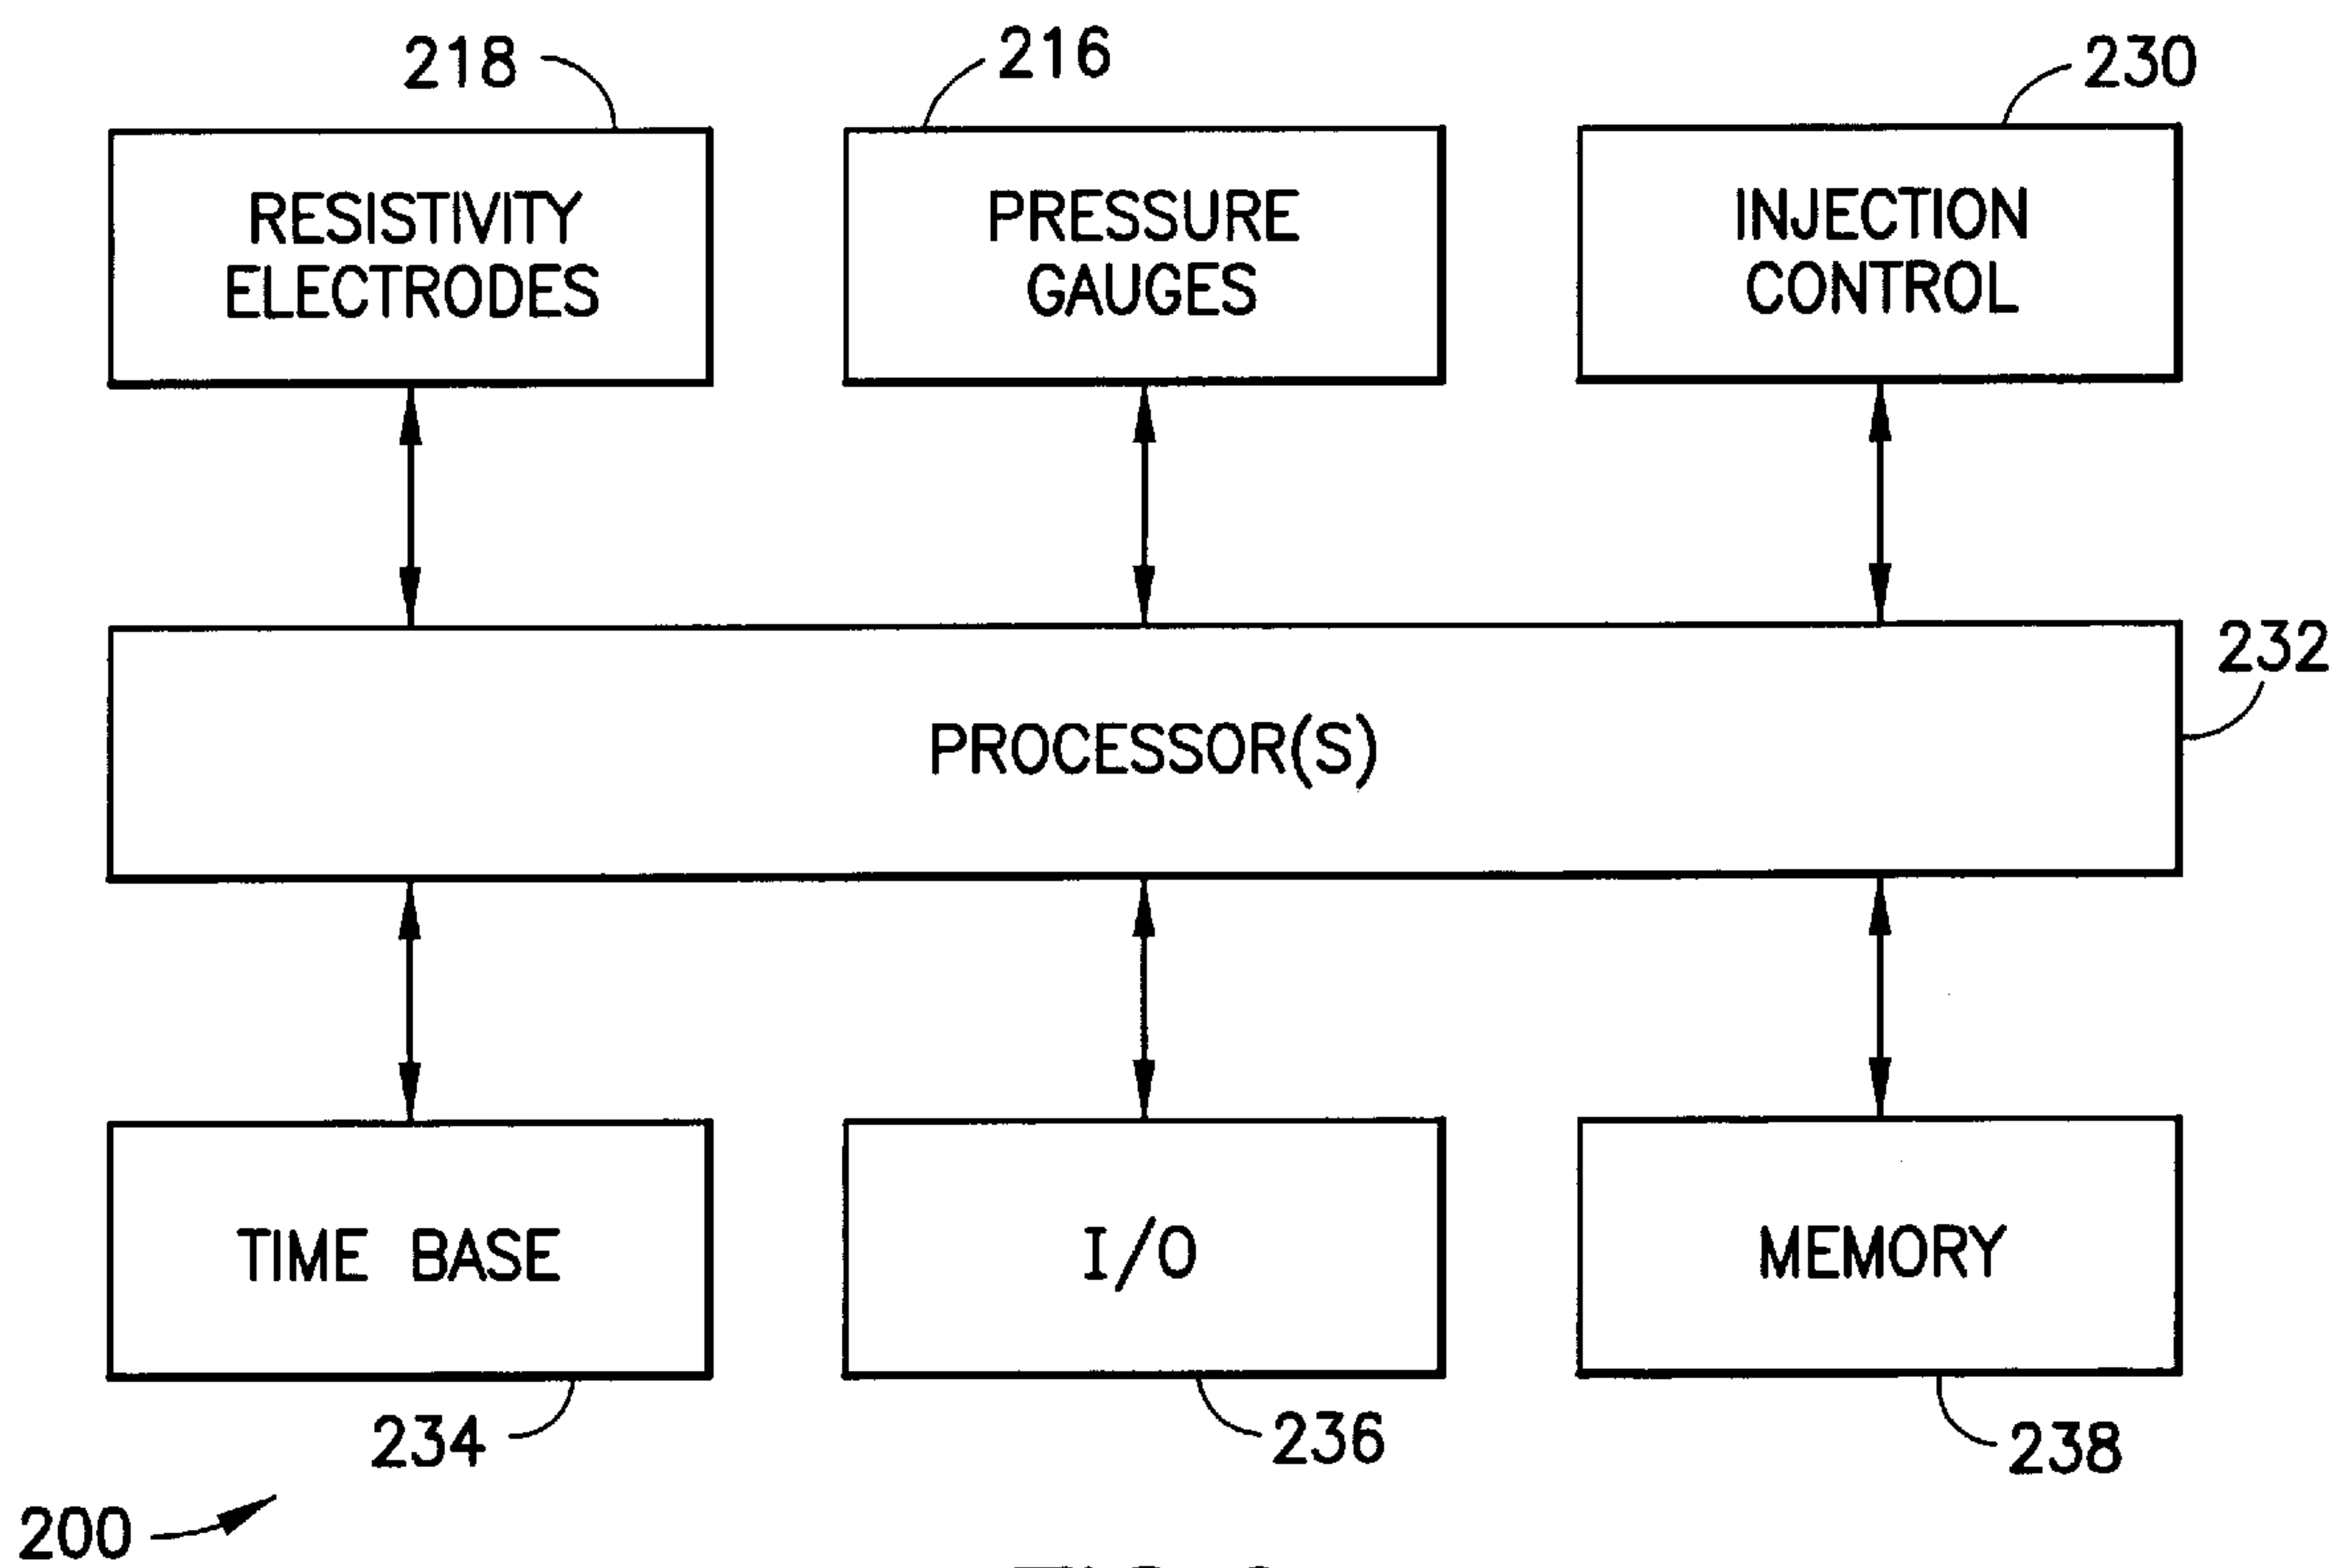 218
216
230
RESISTIVITY
ELECTRODES
PRESSURE
GAUGES
INJECTION
CONTROL
232
PROCESSOR(S)
TIME BASE
I/O
MEMORY
234
236
238
200